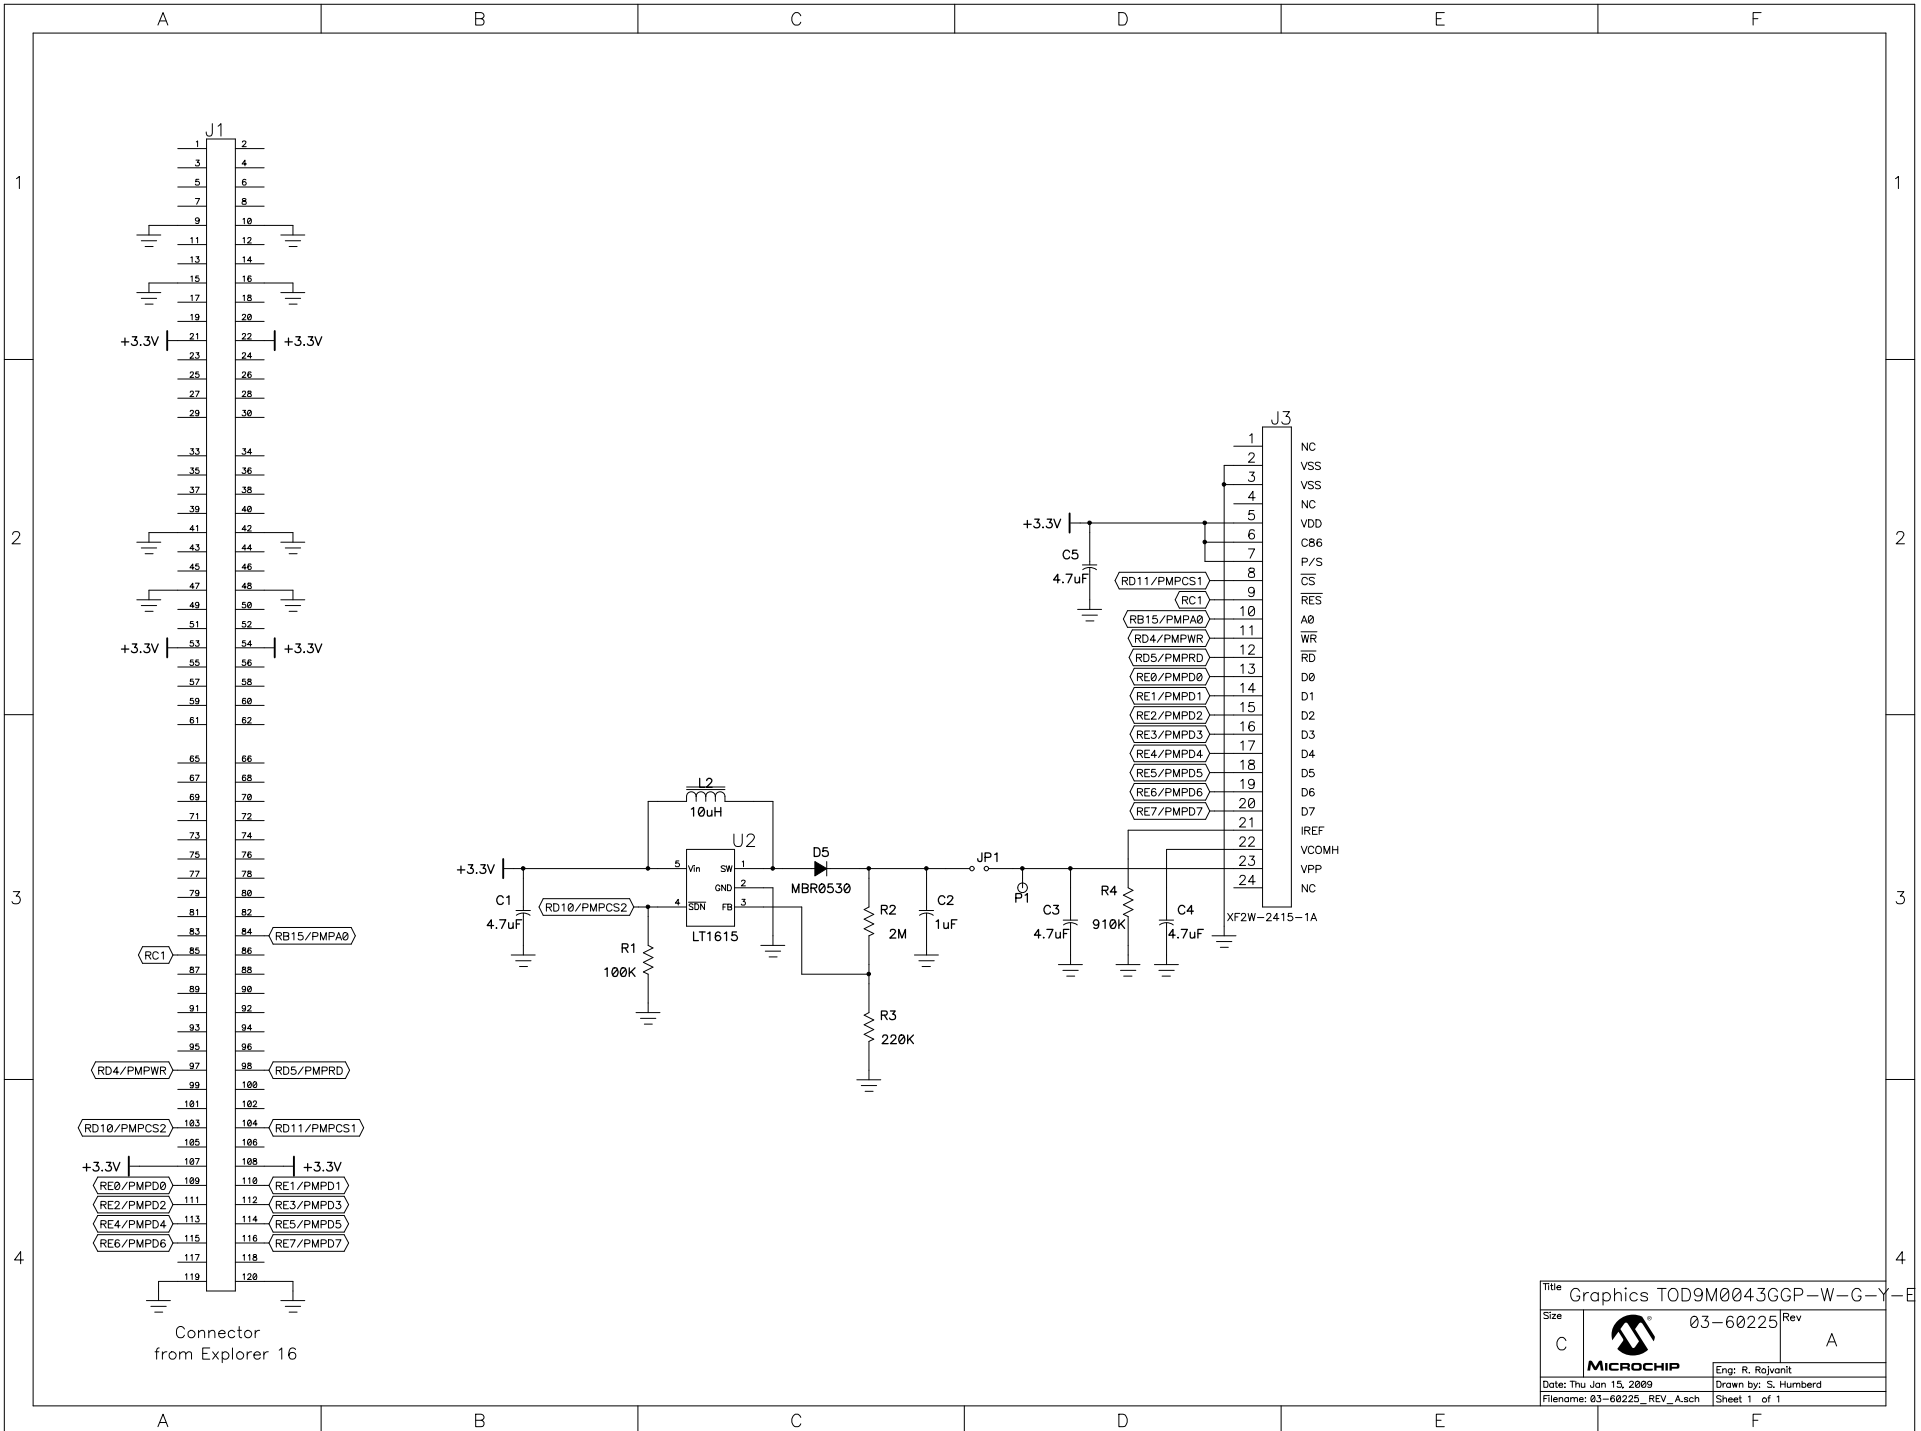 A B C D E F
1
2
3
4
J1
1 2
3 4
5 6
7 8
9 10
11 12
13 14
15 16
17 18
19 20
+3.3V 21 22 +3.3V
23 24
25 26
27 28
29 30
33 34
35 36
37 38
39 40
41 42
43 44
45 46
47 48
49 50
51 52
+3.3V 53 54 +3.3V
55 56
57 58
59 60
61 62
65 66
67 68
69 70
71 72
73 74
75 76
77 78
79 80
81 82
83 84 RB15/PMPA0
RC1 85 86
87 88
89 90
91 92
93 94
95 96
RD4/PMPWR 97 98 RD5/PMPRD
99 100
101 102
RD10/PMPCS2 103 104 RD11/PMPCS1
105 106
+3.3V 107 108 +3.3V
RE0/PMPD0 109 110 RE1/PMPD1
RE2/PMPD2 111 112 RE3/PMPD3
RE4/PMPD4 113 114 RE5/PMPD5
RE6/PMPD6 115 116 RE7/PMPD7
117 118
119 120
Connector
from Explorer 16
L2
10uH
U2
+3.3V 5 Vin SW 1
GND 2
RD10/PMPCS2 4 SDN FB 3
LT1615
C1
4.7uF
R1
100K
D5
MBR0530
R2
2M
C2
1uF
R3
220K
JP1
P1
C3
4.7uF
R4
910K
C4
4.7uF
+3.3V
C5
4.7uF
J3
1 NC
2 VSS
3 VSS
4 NC
5 VDD
6 C86
7 P/S
RD11/PMPCS1 8 CS
RC1 9 RES
RB15/PMPA0 10 A0
RD4/PMPWR 11 WR
RD5/PMPRD 12 RD
RE0/PMPD0 13 D0
RE1/PMPD1 14 D1
RE2/PMPD2 15 D2
RE3/PMPD3 16 D3
RE4/PMPD4 17 D4
RE5/PMPD5 18 D5
RE6/PMPD6 19 D6
RE7/PMPD7 20 D7
21 IREF
22 VCOMH
23 VPP
24 NC
XF2W-2415-1A
1
2
3
4
Title Graphics TOD9M0043GGP-W-G-Y-E
Size C
MICROCHIP
03-60225
Rev A
Eng: R. Rojvanit
Date: Thu Jan 15, 2009
Drawn by: S. Humberd
Filename: 03-60225_REV_A.sch
Sheet 1 of 1
A B C D E F